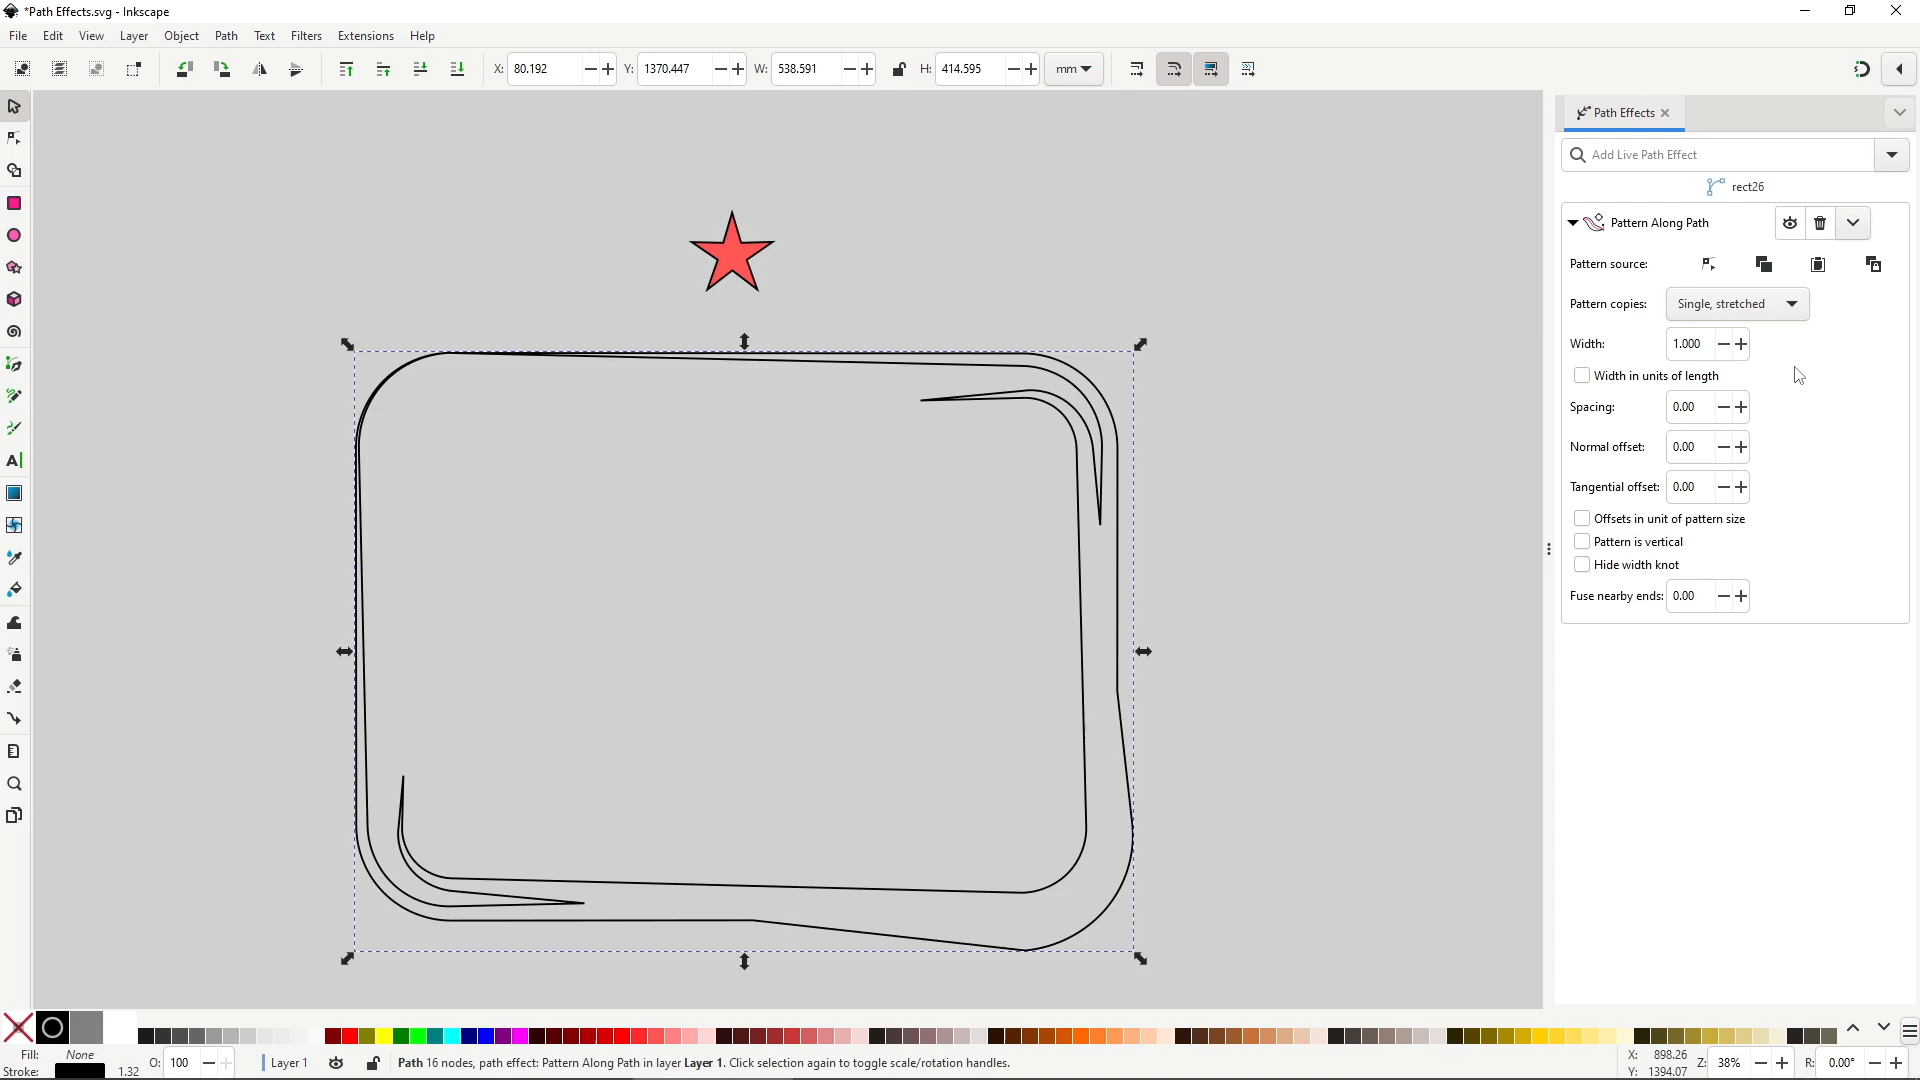 *Path Effects.svg - Inkscape
File Edit View Layer Object Path Text Filters Extensions Help
X: 80.192 Y: 1370.447 W: 538.591 H: 414.595 mm
Path Effects
Add Live Path Effect
rect26
Pattern Along Path
Pattern source:
Pattern copies: Single, stretched
Width: 1.000
Width in units of length
Spacing: 0.00
Normal offset: 0.00
Tangential offset: 0.00
Offsets in unit of pattern size
Pattern is vertical
Hide width knot
Fuse nearby ends: 0.00
Fill: None
Stroke: 1.32
O: 100
Layer 1
Path 16 nodes, path effect: Pattern Along Path in layer Layer 1. Click selection again to toggle scale/rotation handles.
X: 898.26
Y: 1394.07
Z: 38%
R: 0.00°